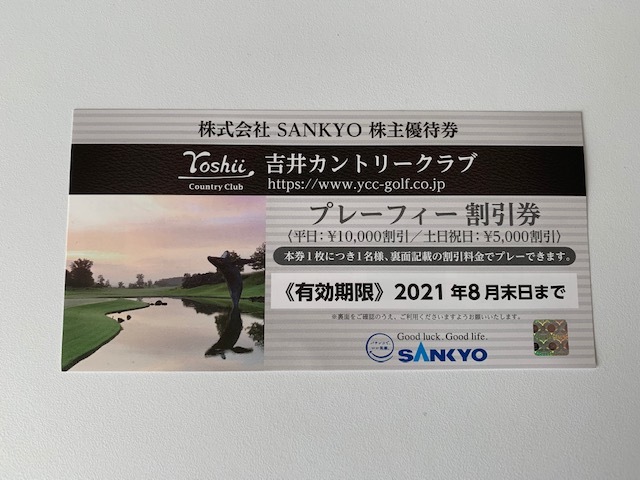 株式会社 SANKYO 株主優待券
Yoshii
Country Club
吉井カントリークラブ
https://www.ycc-golf.co.jp
プレーフィー 割引券
〈平日：¥10,000割引／土日祝日：¥5,000割引〉
本券1枚につき1名様、裏面記載の割引料金でプレーできます。
《有効期限》2021年8月末日まで
※裏面をご確認のうえ、ご利用くださいますようお願いいたします。
Good luck. Good life.
SANKYO